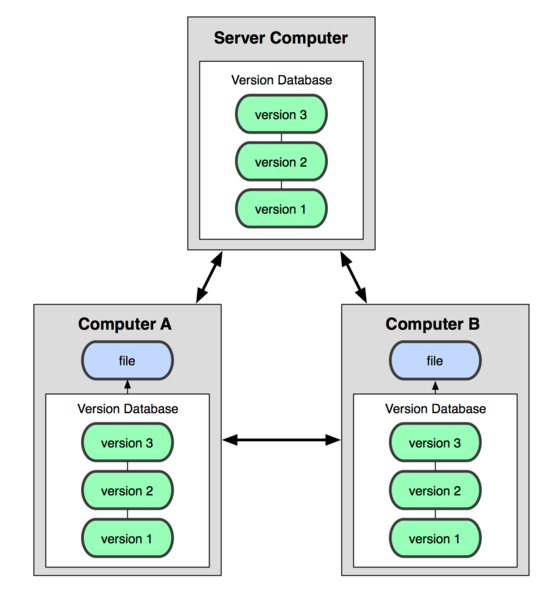 Server Computer
Version Database
version 3
version 2
version 1
Computer A
file
Version Database
version 3
version 2
version 1
Computer B
file
Version Database
version 3
version 2
version 1